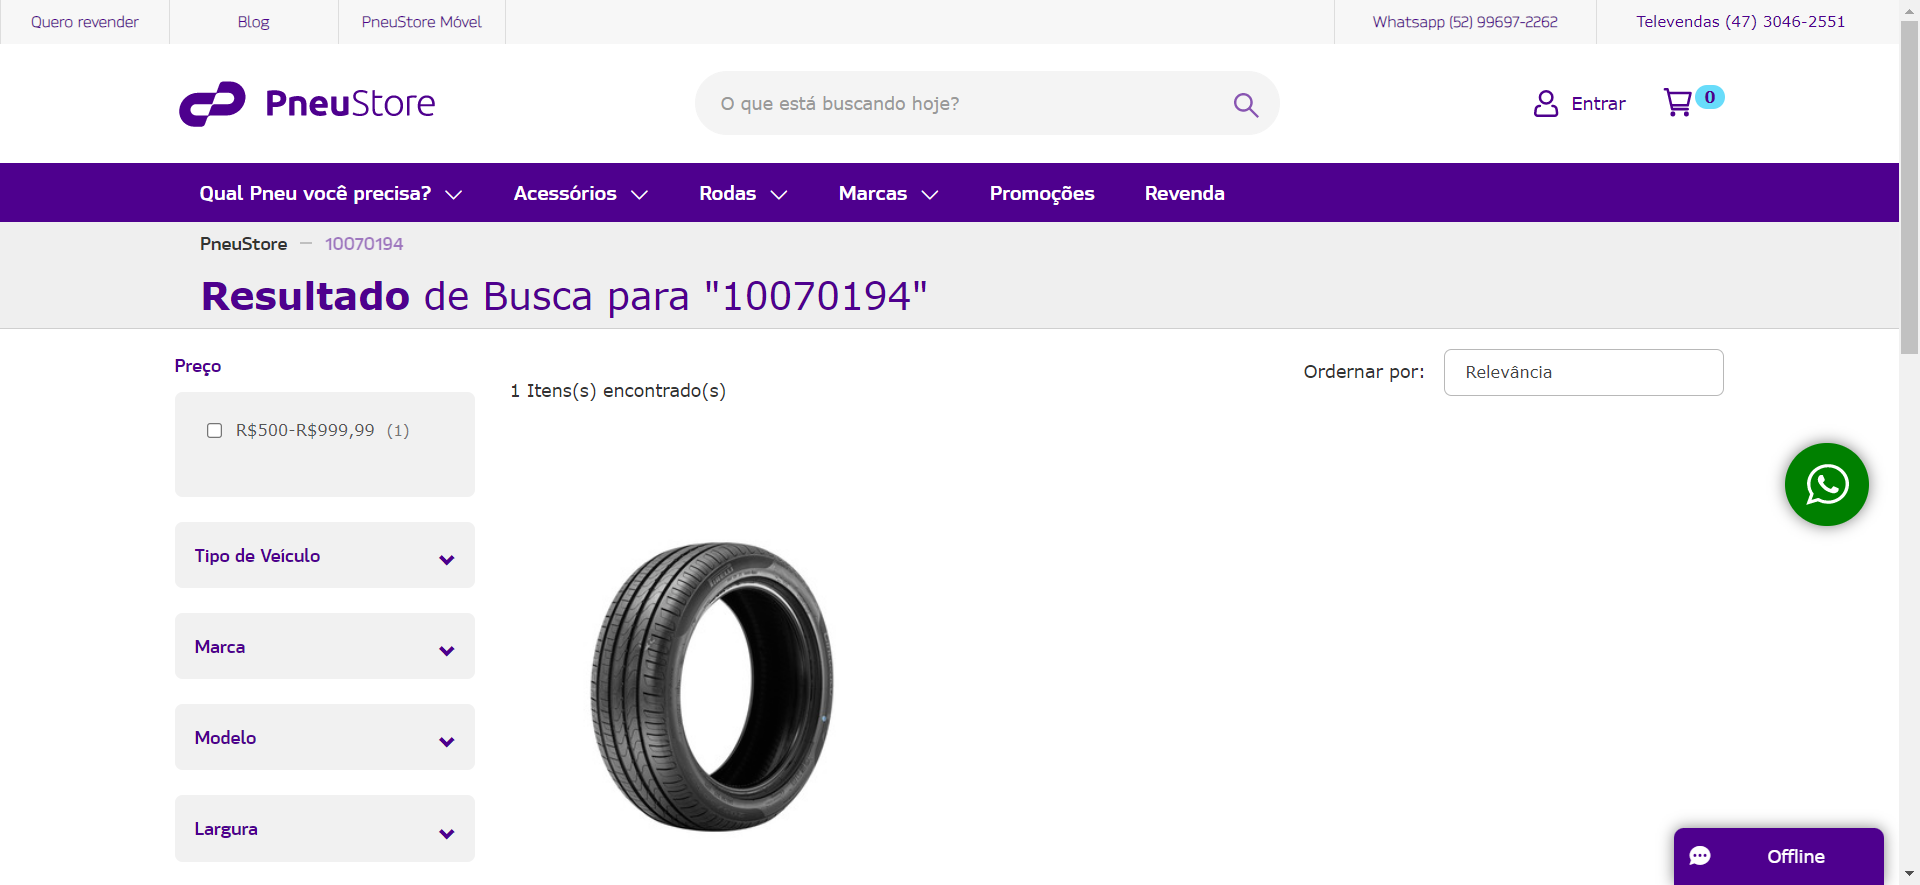 Quero revender
Blog
PneuStore Móvel
Whatsapp (52) 99697-2262
Televendas (47) 3046-2551
PneuStore
O que está buscando hoje?
Entrar
0
Qual Pneu você precisa?
Acessórios
Rodas
Marcas
Promoções
Revenda
PneuStore — 10070194
Resultado de Busca para "10070194"
Preço
R$500-R$999,99 (1)
Tipo de Veículo
Marca
Modelo
Largura
1 Itens(s) encontrado(s)
Ordernar por:
Relevância
Offline